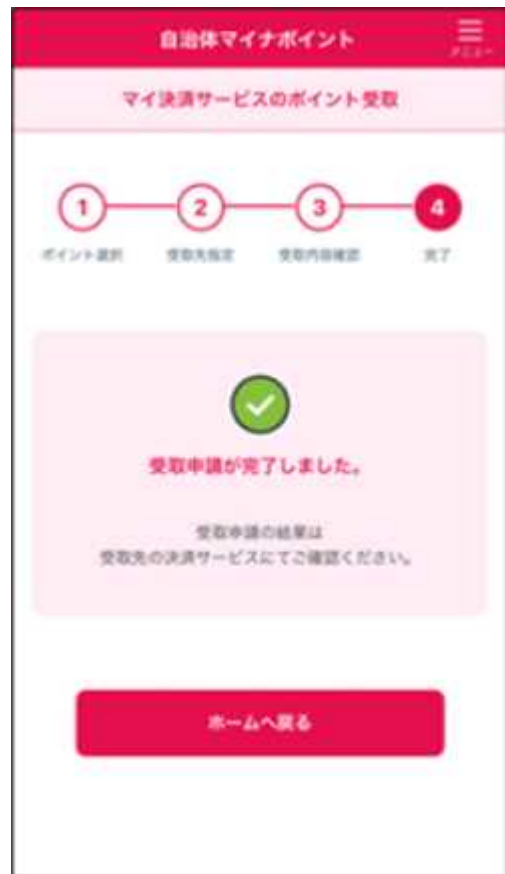 自治体マイナポイント
メニュー
マイ決済サービスのポイント受取
1
2
3
4
ポイント選択
受取先指定
受取内容確認
完了
受取申請が完了しました。
受取申請の結果は
受取先の決済サービスにてご確認ください。
ホームへ戻る